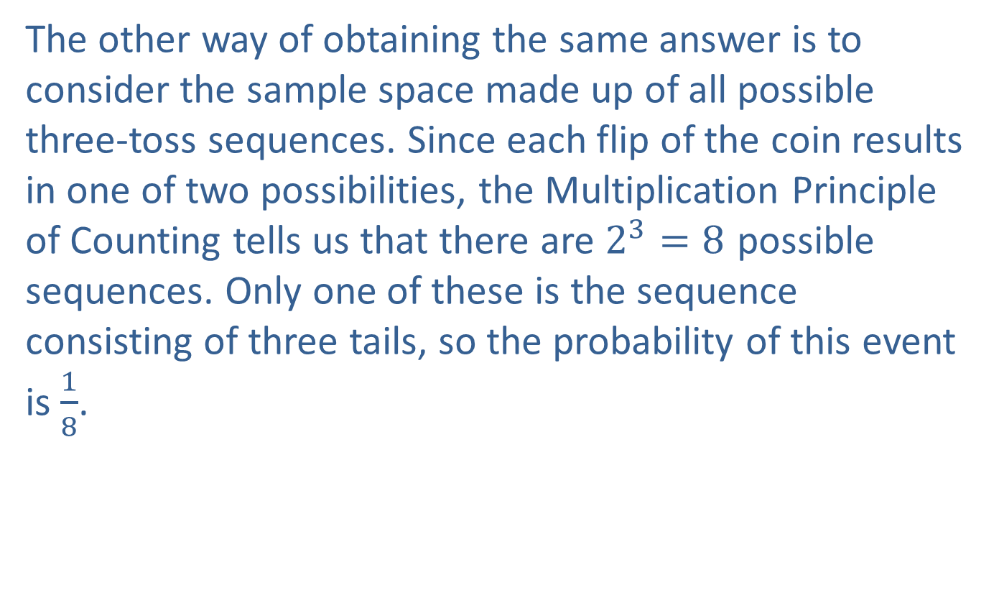 The other way of obtaining the same answer is to
consider the sample space made up of all possible
three-toss sequences. Since each flip of the coin results
in one of two possibilities, the Multiplication Principle
of Counting tells us that there are $2^3 = 8$ possible
sequences. Only one of these is the sequence
consisting of three tails, so the probability of this event
is $\frac{1}{8}$.